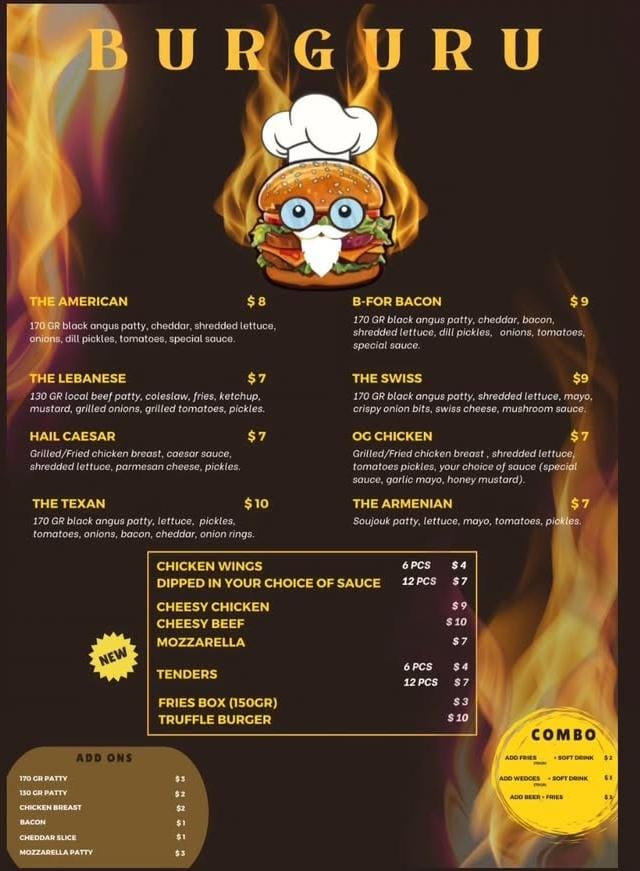 BURGURU
THE AMERICAN $ 8
170 GR black angus patty, cheddar, shredded lettuce,
onions, dill pickles, tomatoes, special sauce.
B-FOR BACON $ 9
170 GR black angus patty, cheddar, bacon,
shredded lettuce, dill pickles, onions, tomatoes,
special sauce.
THE LEBANESE $ 7
130 GR local beef patty, coleslaw, fries, ketchup,
mustard, grilled onions, grilled tomatoes, pickles.
THE SWISS $9
170 GR black angus patty, shredded lettuce, mayo,
crispy onion bits, swiss cheese, mushroom sauce.
HAIL CAESAR $ 7
Grilled/Fried chicken breast, caesar sauce,
shredded lettuce, parmesan cheese, pickles.
OG CHICKEN $ 7
Grilled/Fried chicken breast , shredded lettuce,
tomatoes pickles, your choice of sauce (special
sauce, garlic mayo, honey mustard).
THE TEXAN $ 10
170 GR black angus patty, lettuce, pickles,
tomatoes, onions, bacon, cheddar, onion rings.
THE ARMENIAN $ 7
Soujouk patty, lettuce, mayo, tomatoes, pickles.
CHICKEN WINGS 6 PCS $ 4
DIPPED IN YOUR CHOICE OF SAUCE 12 PCS $ 7
CHEESY CHICKEN $ 9
CHEESY BEEF $ 10
MOZZARELLA $ 7
NEW
TENDERS 6 PCS $ 4
12 PCS $ 7
FRIES BOX (150GR) $ 3
TRUFFLE BURGER $ 10
ADD ONS
170 GR PATTY $ 3
130 GR PATTY $ 2
CHICKEN BREAST $2
BACON $ 1
CHEDDAR SLICE $ 1
MOZZARELLA PATTY $ 3
COMBO
ADD FRIES + SOFT DRINK $ 2
ADD WEDGES + SOFT DRINK
ADD BEER + FRIES